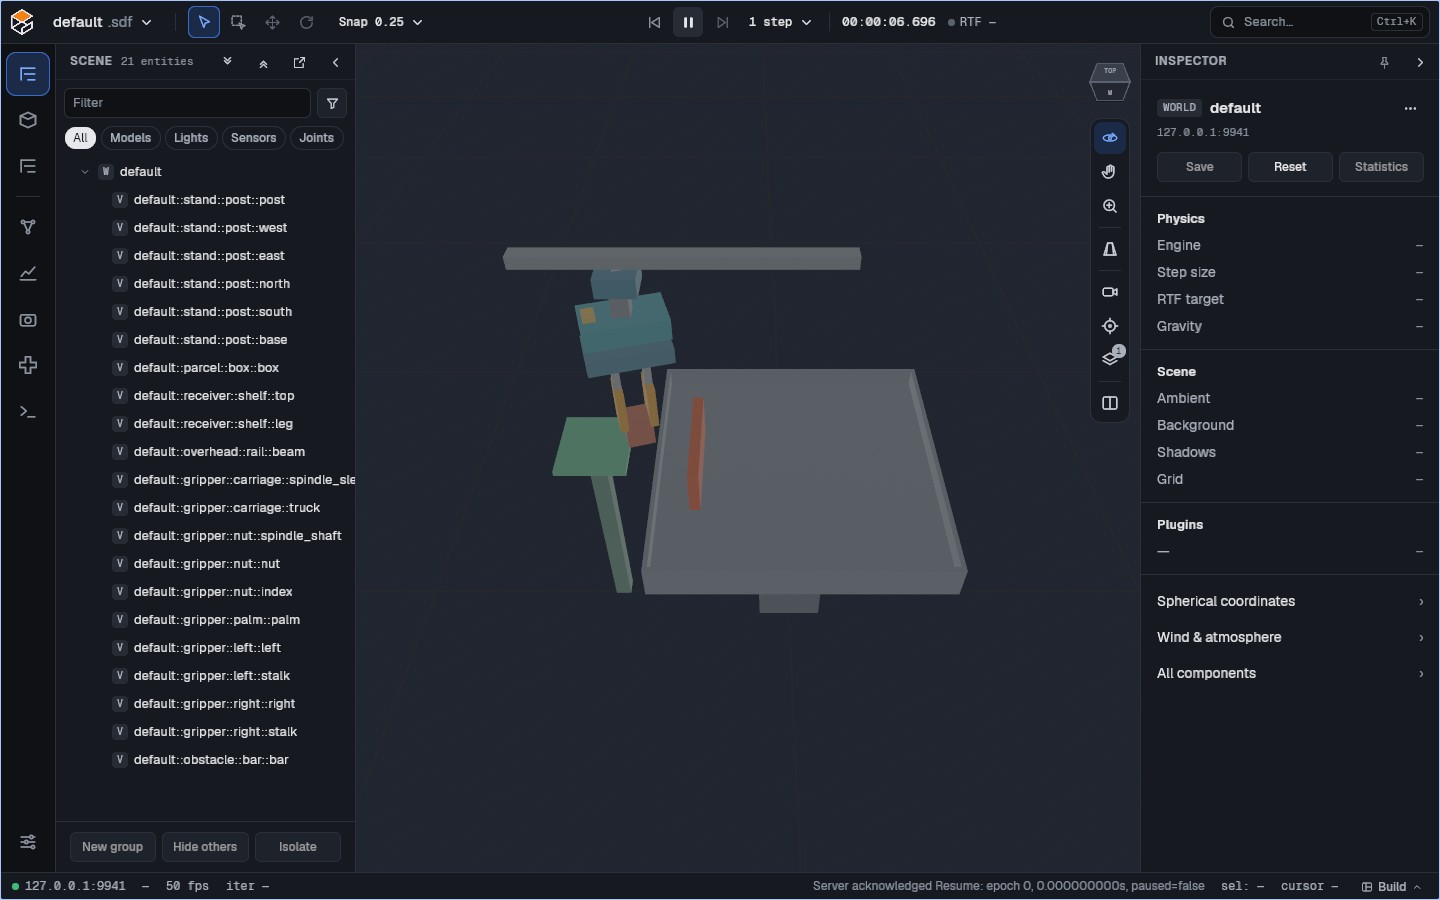 default .sdf
Snap 0.25
1 step
00:00:06.696
RTF –
Search...
Ctrl+K
SCENE 21 entities
Filter
All
Models
Lights
Sensors
Joints
W default
V default::stand::post::post
V default::stand::post::west
V default::stand::post::east
V default::stand::post::north
V default::stand::post::south
V default::stand::post::base
V default::parcel::box::box
V default::receiver::shelf::top
V default::receiver::shelf::leg
V default::overhead::rail::beam
V default::gripper::carriage::spindle_sle
V default::gripper::carriage::truck
V default::gripper::nut::spindle_shaft
V default::gripper::nut::nut
V default::gripper::nut::index
V default::gripper::palm::palm
V default::gripper::left::left
V default::gripper::left::stalk
V default::gripper::right::right
V default::gripper::right::stalk
V default::obstacle::bar::bar
New group
Hide others
Isolate
TOP
W
1
INSPECTOR
WORLD default
127.0.0.1:9941
Save
Reset
Statistics
Physics
Engine –
Step size –
RTF target –
Gravity –
Scene
Ambient –
Background –
Shadows –
Grid –
Plugins
— –
Spherical coordinates
Wind & atmosphere
All components
127.0.0.1:9941 – 50 fps iter –
Server acknowledged Resume: epoch 0, 0.000000000s, paused=false
sel: –
cursor –
Build